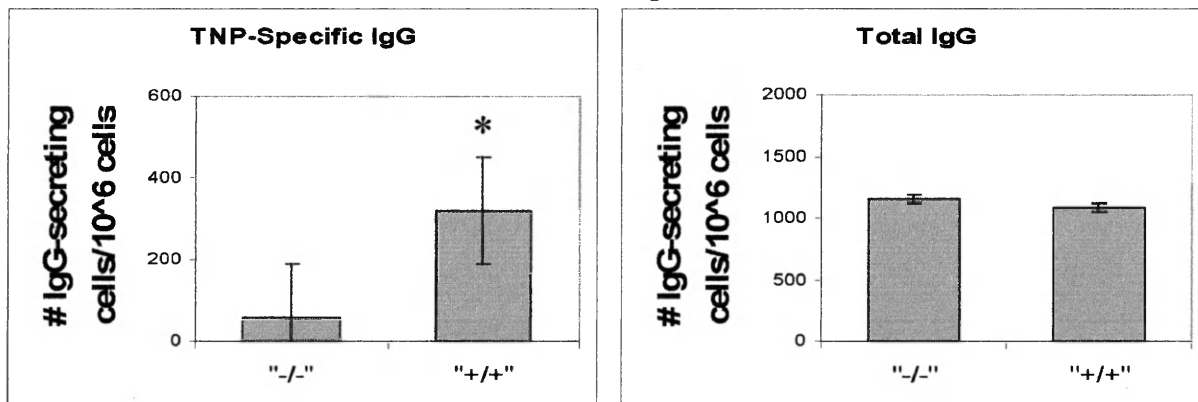 TNP-Specific IgG
# IgG-secreting
cells/10^6 cells
600
400
200
0
*
"-/-"
"+/+"
Total IgG
# IgG-secreting
cells/10^6 cells
2000
1500
1000
500
0
"-/-"
"+/+"